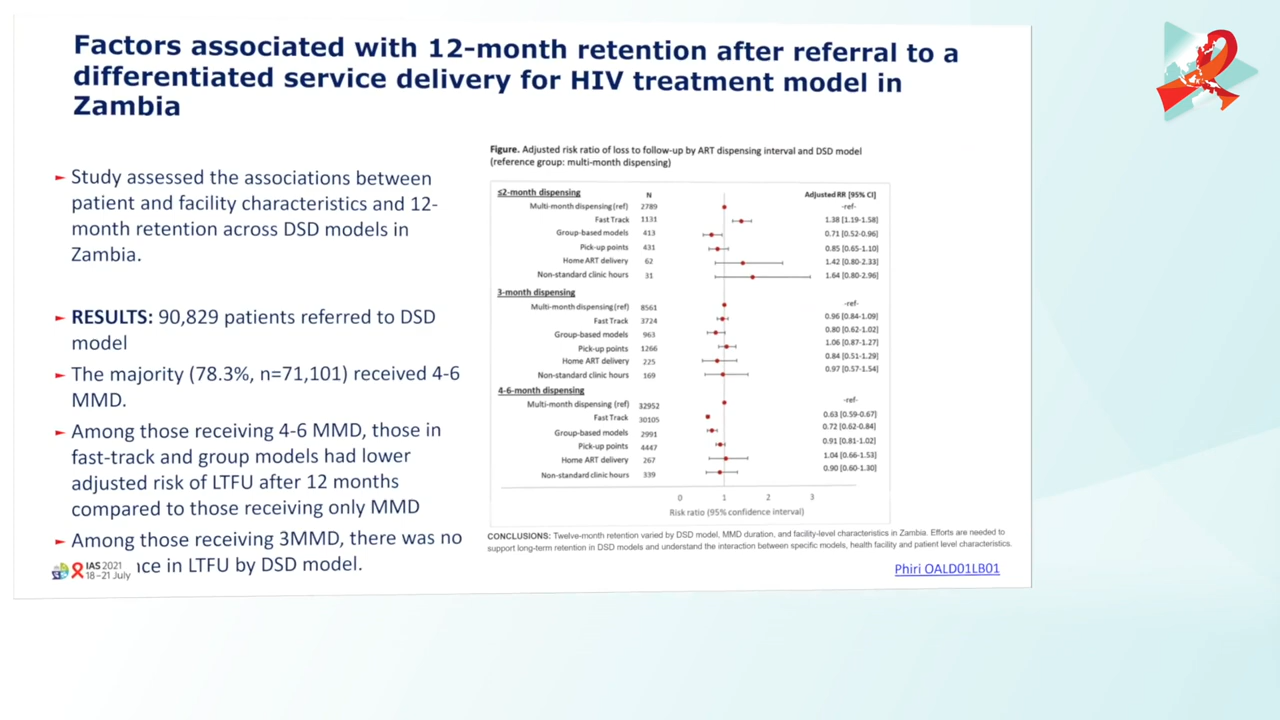 Factors associated with 12-month retention after referral to a
differentiated service delivery for HIV treatment model in
Zambia
► Study assessed the associations between
patient and facility characteristics and 12-
month retention across DSD models in
Zambia.
► RESULTS: 90,829 patients referred to DSD
model
► The majority (78.3%, n=71,101) received 4-6
MMD.
► Among those receiving 4-6 MMD, those in
fast-track and group models had lower
adjusted risk of LTFU after 12 months
compared to those receiving only MMD
► Among those receiving 3MMD, there was no
ce in LTFU by DSD model.
IAS 2021
18–21 July
Figure. Adjusted risk ratio of loss to follow-up by ART dispensing interval and DSD model
(reference group: multi-month dispensing)
≤2-month dispensing N Adjusted RR [95% CI]
Multi-month dispensing (ref) 2789 -ref-
Fast Track 1131 1.38 [1.19-1.58]
Group-based models 413 0.71 [0.52-0.96]
Pick-up points 431 0.85 [0.65-1.10]
Home ART delivery 62 1.42 [0.80-2.33]
Non-standard clinic hours 31 1.64 [0.80-2.96]
3-month dispensing
Multi-month dispensing (ref) 8561 -ref-
Fast Track 3724 0.96 [0.84-1.09]
Group-based models 963 0.80 [0.62-1.02]
Pick-up points 1266 1.06 [0.87-1.27]
Home ART delivery 225 0.84 [0.51-1.29]
Non-standard clinic hours 169 0.97 [0.57-1.54]
4-6-month dispensing
Multi-month dispensing (ref) 32952 -ref-
Fast Track 30105 0.63 [0.59-0.67]
Group-based models 2991 0.72 [0.62-0.84]
Pick-up points 4447 0.91 [0.81-1.02]
Home ART delivery 267 1.04 [0.66-1.53]
Non-standard clinic hours 339 0.90 [0.60-1.30]
0 1 2 3
Risk ratio (95% confidence interval)
CONCLUSIONS: Twelve-month retention varied by DSD model, MMD duration, and facility-level characteristics in Zambia. Efforts are needed to
support long-term retention in DSD models and understand the interaction between specific models, health facility and patient level characteristics.
Phiri OALD01LB01